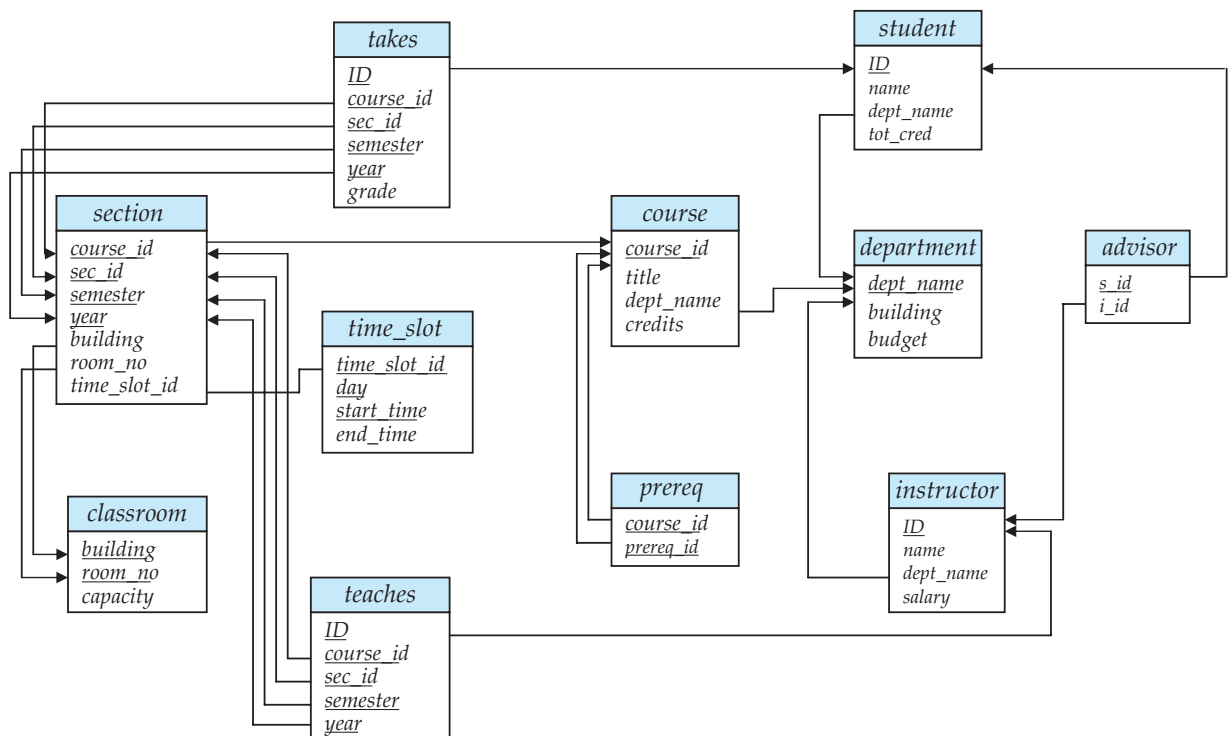 takes
ID
course_id
sec_id
semester
year
grade
student
ID
name
dept_name
tot_cred
section
course_id
sec_id
semester
year
building
room_no
time_slot_id
course
course_id
title
dept_name
credits
department
dept_name
building
budget
advisor
s_id
i_id
time_slot
time_slot_id
day
start_time
end_time
prereq
course_id
prereq_id
instructor
ID
name
dept_name
salary
classroom
building
room_no
capacity
teaches
ID
course_id
sec_id
semester
year